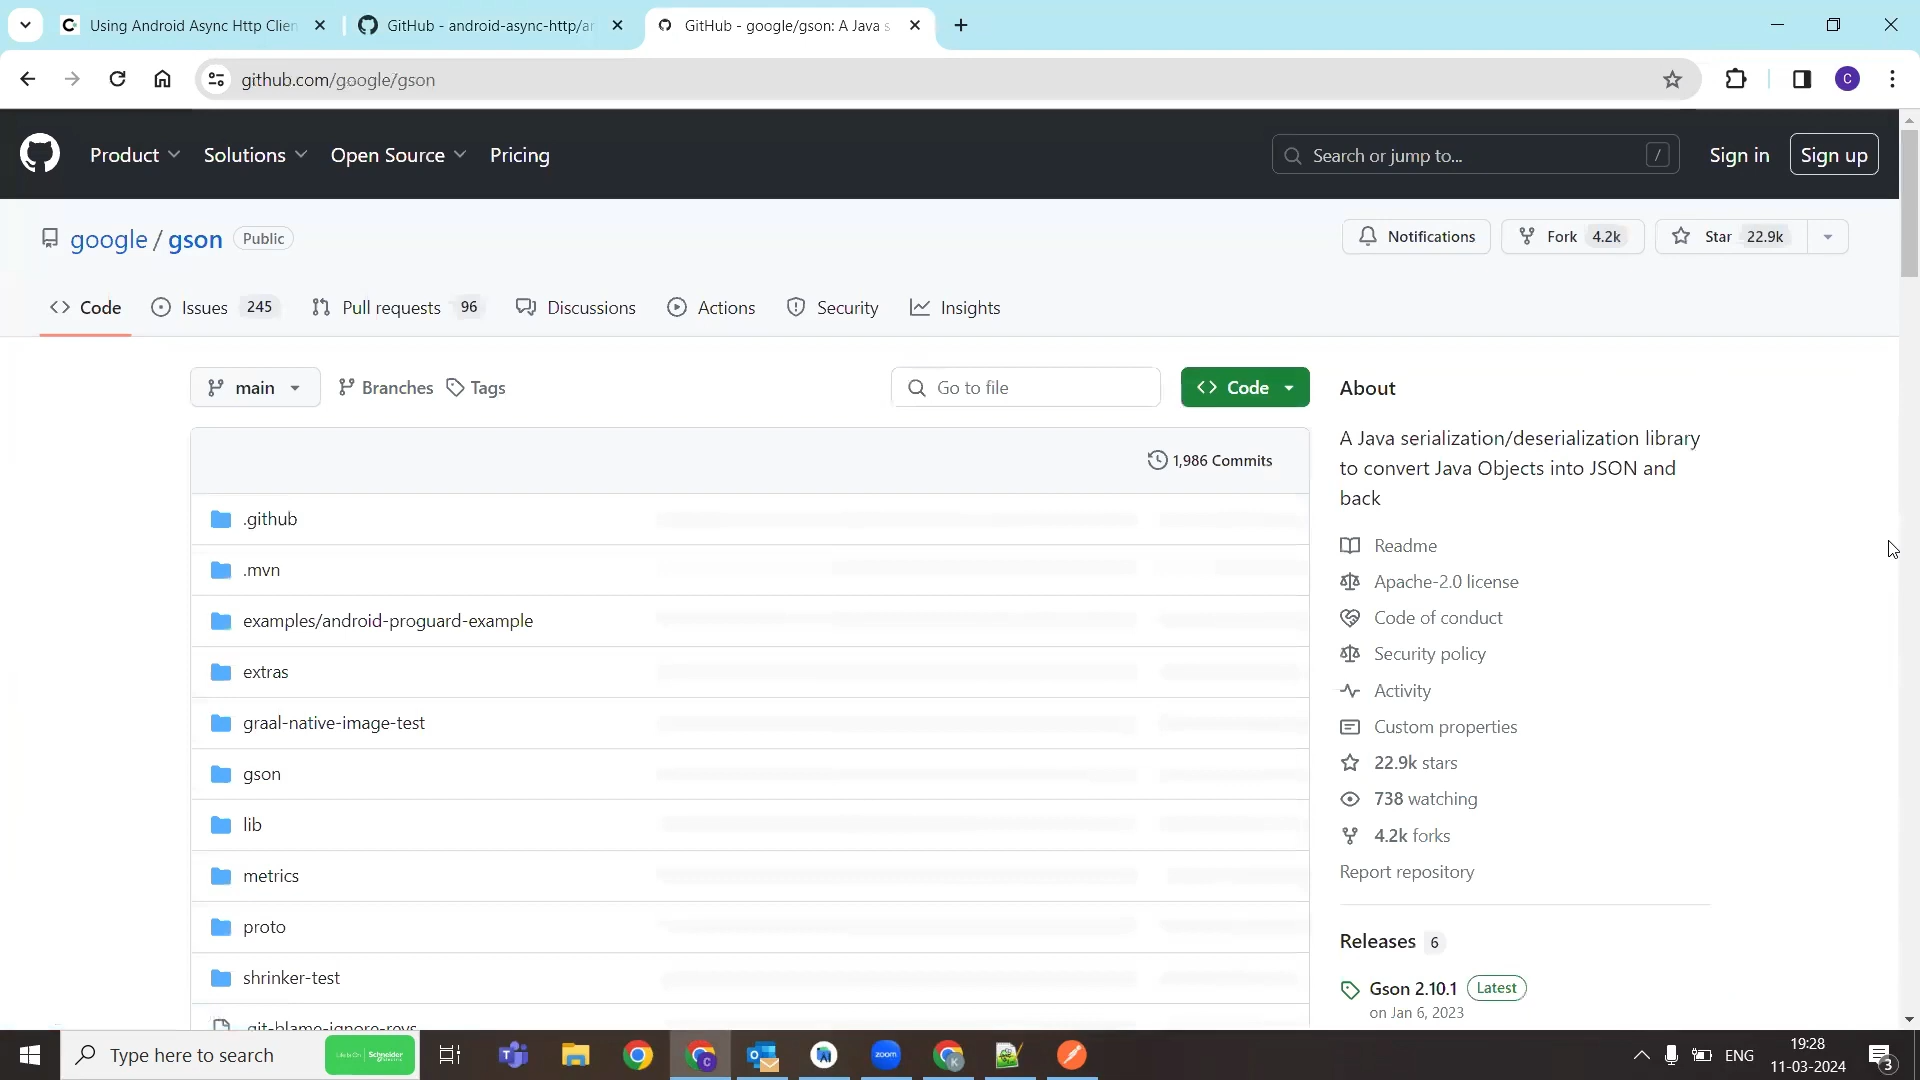 Using Android Async Http Clien
GitHub - android-async-http/an
GitHub - google/gson: A Java s
github.com/google/gson
C
Product
Solutions
Open Source
Pricing
Search or jump to...
/
Sign in
Sign up
google / gson
Public
Notifications
Fork 4.2k
Star 22.9k
Code
Issues 245
Pull requests 96
Discussions
Actions
Security
Insights
main
Branches
Tags
Go to file
Code
1,986 Commits
.github
.mvn
examples/android-proguard-example
extras
graal-native-image-test
gson
lib
metrics
proto
shrinker-test
.git-blame-ignore-revs
About
A Java serialization/deserialization library
to convert Java Objects into JSON and
back
Readme
Apache-2.0 license
Code of conduct
Security policy
Activity
Custom properties
22.9k stars
738 watching
4.2k forks
Report repository
Releases 6
Gson 2.10.1 Latest
on Jan 6, 2023
Type here to search
zoom
ENG
19:28
11-03-2024
3